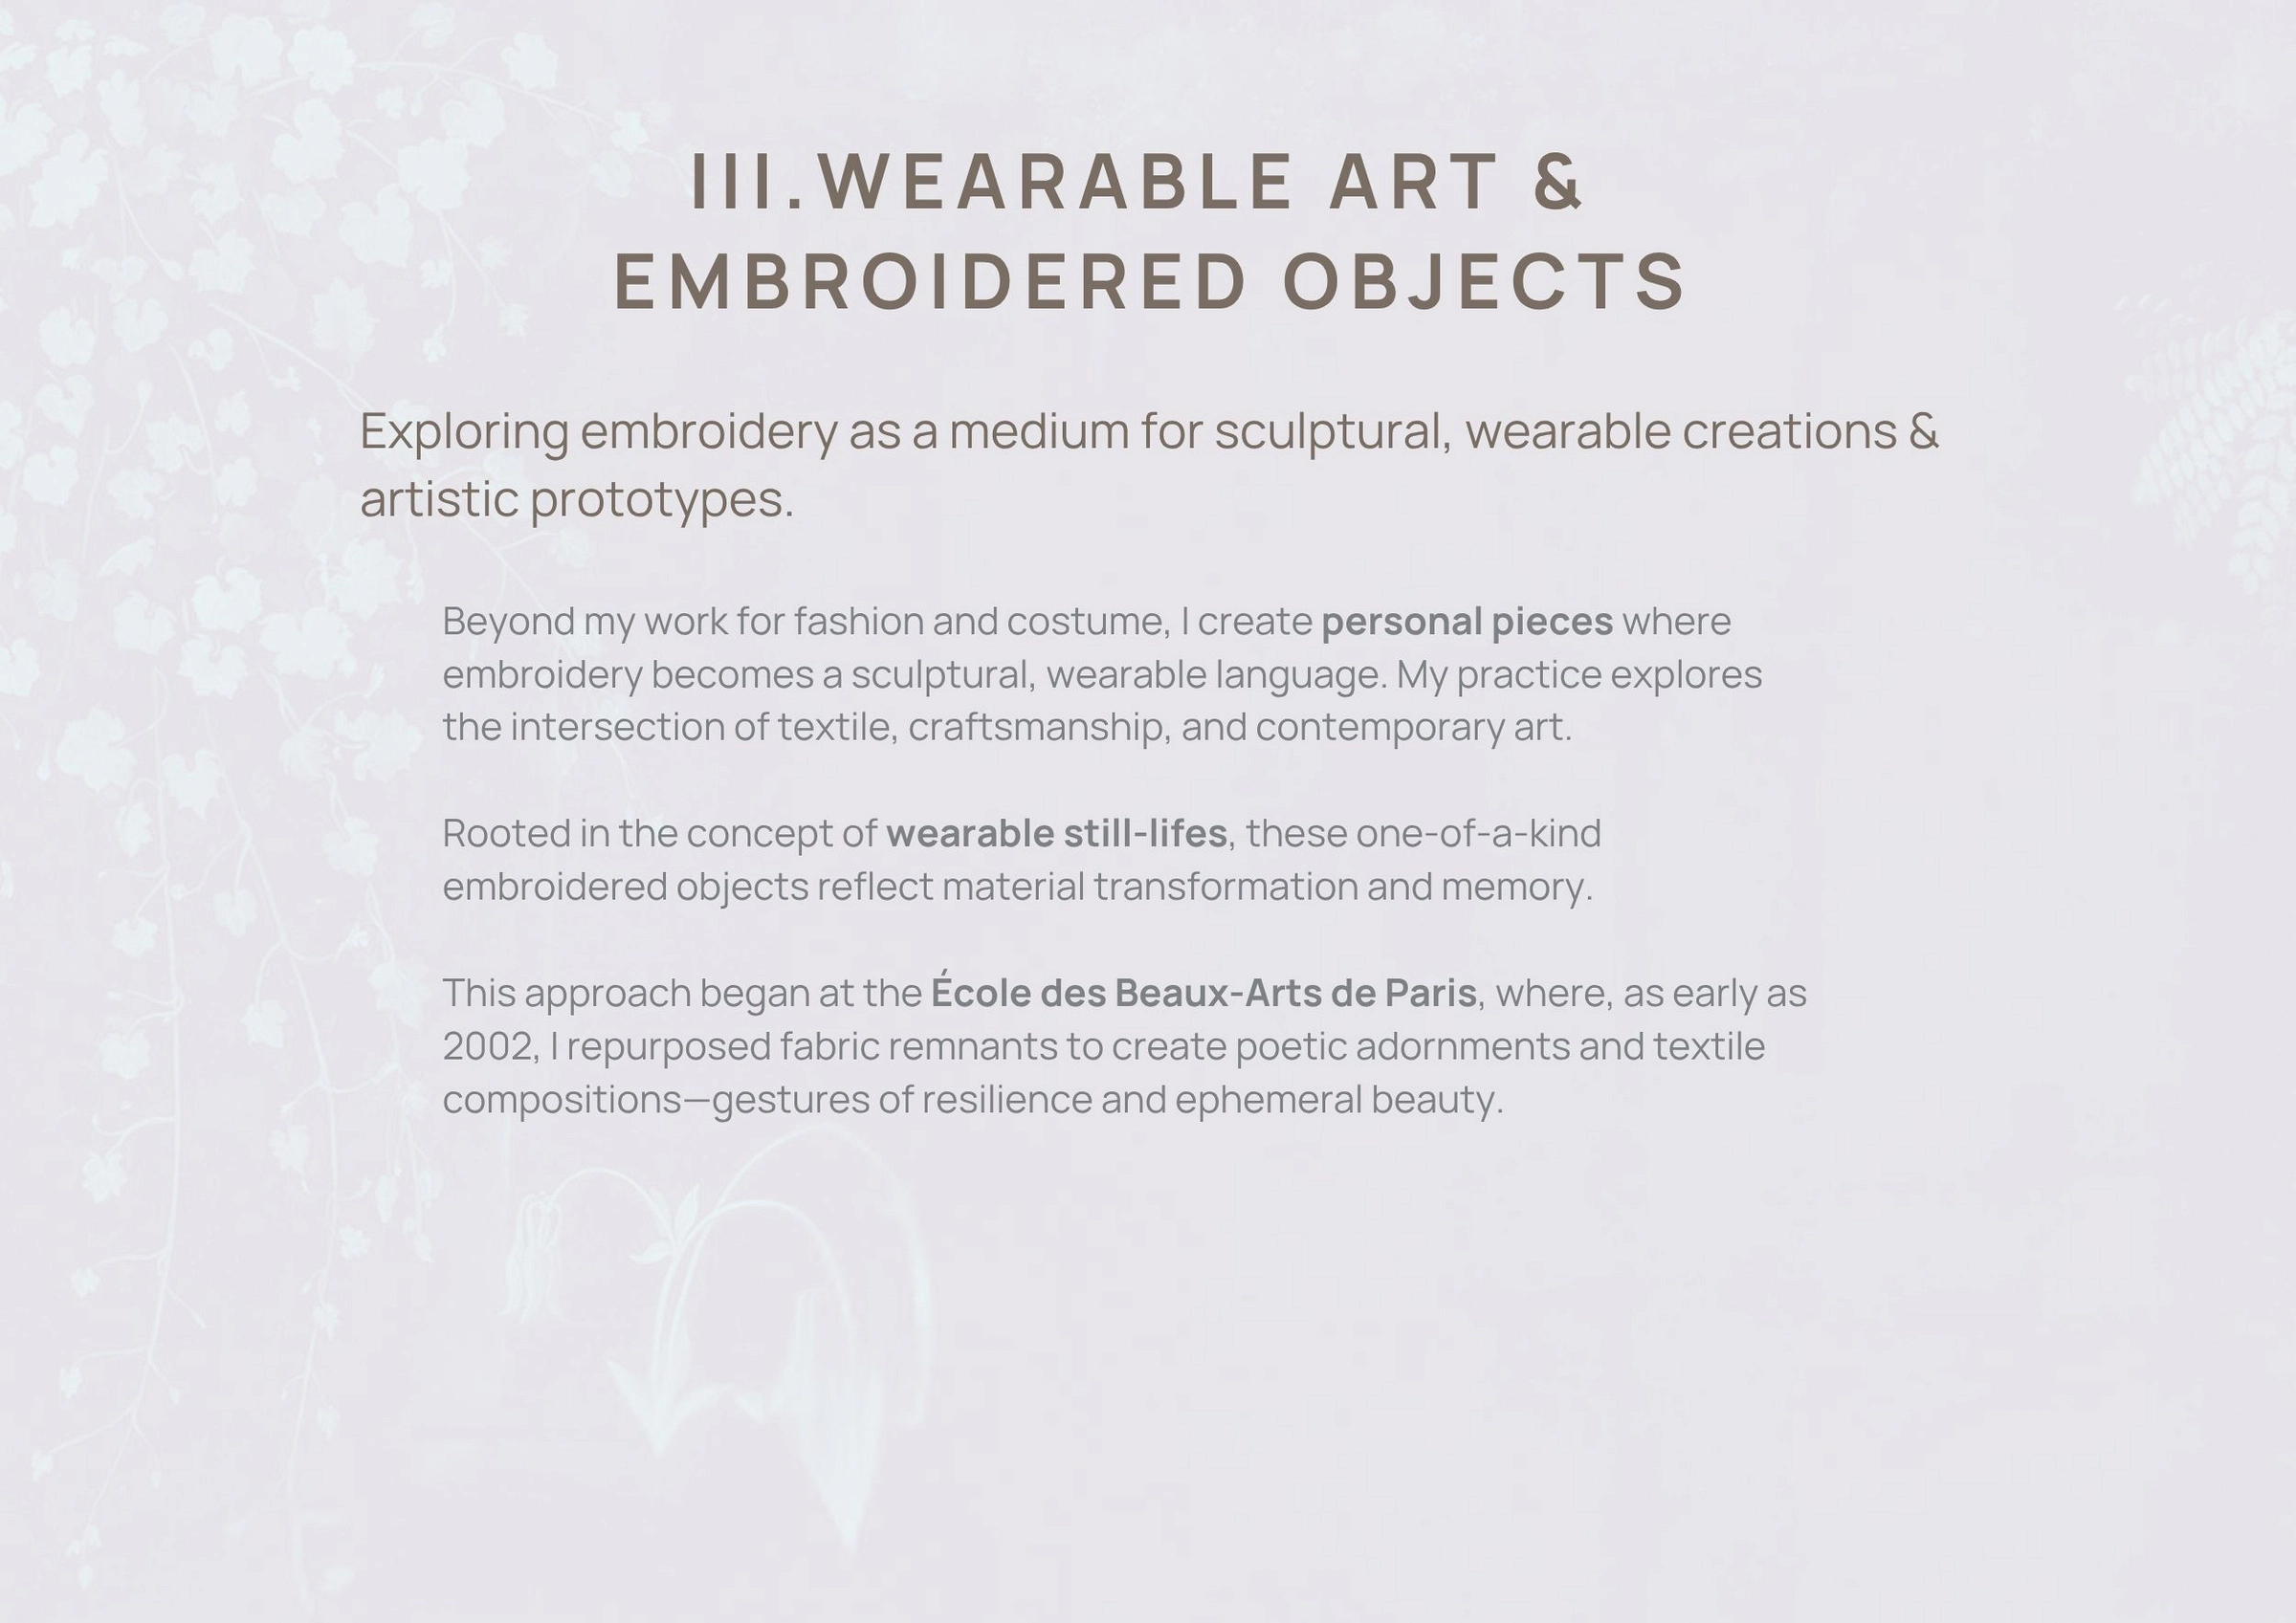 III.WEARABLE ART &
EMBROIDERED OBJECTS
Exploring embroidery as a medium for sculptural, wearable creations &
artistic prototypes.
Beyond my work for fashion and costume, I create personal pieces where
embroidery becomes a sculptural, wearable language. My practice explores
the intersection of textile, craftsmanship, and contemporary art.
Rooted in the concept of wearable still-lifes, these one-of-a-kind
embroidered objects reflect material transformation and memory.
This approach began at the École des Beaux-Arts de Paris, where, as early as
2002, I repurposed fabric remnants to create poetic adornments and textile
compositions—gestures of resilience and ephemeral beauty.